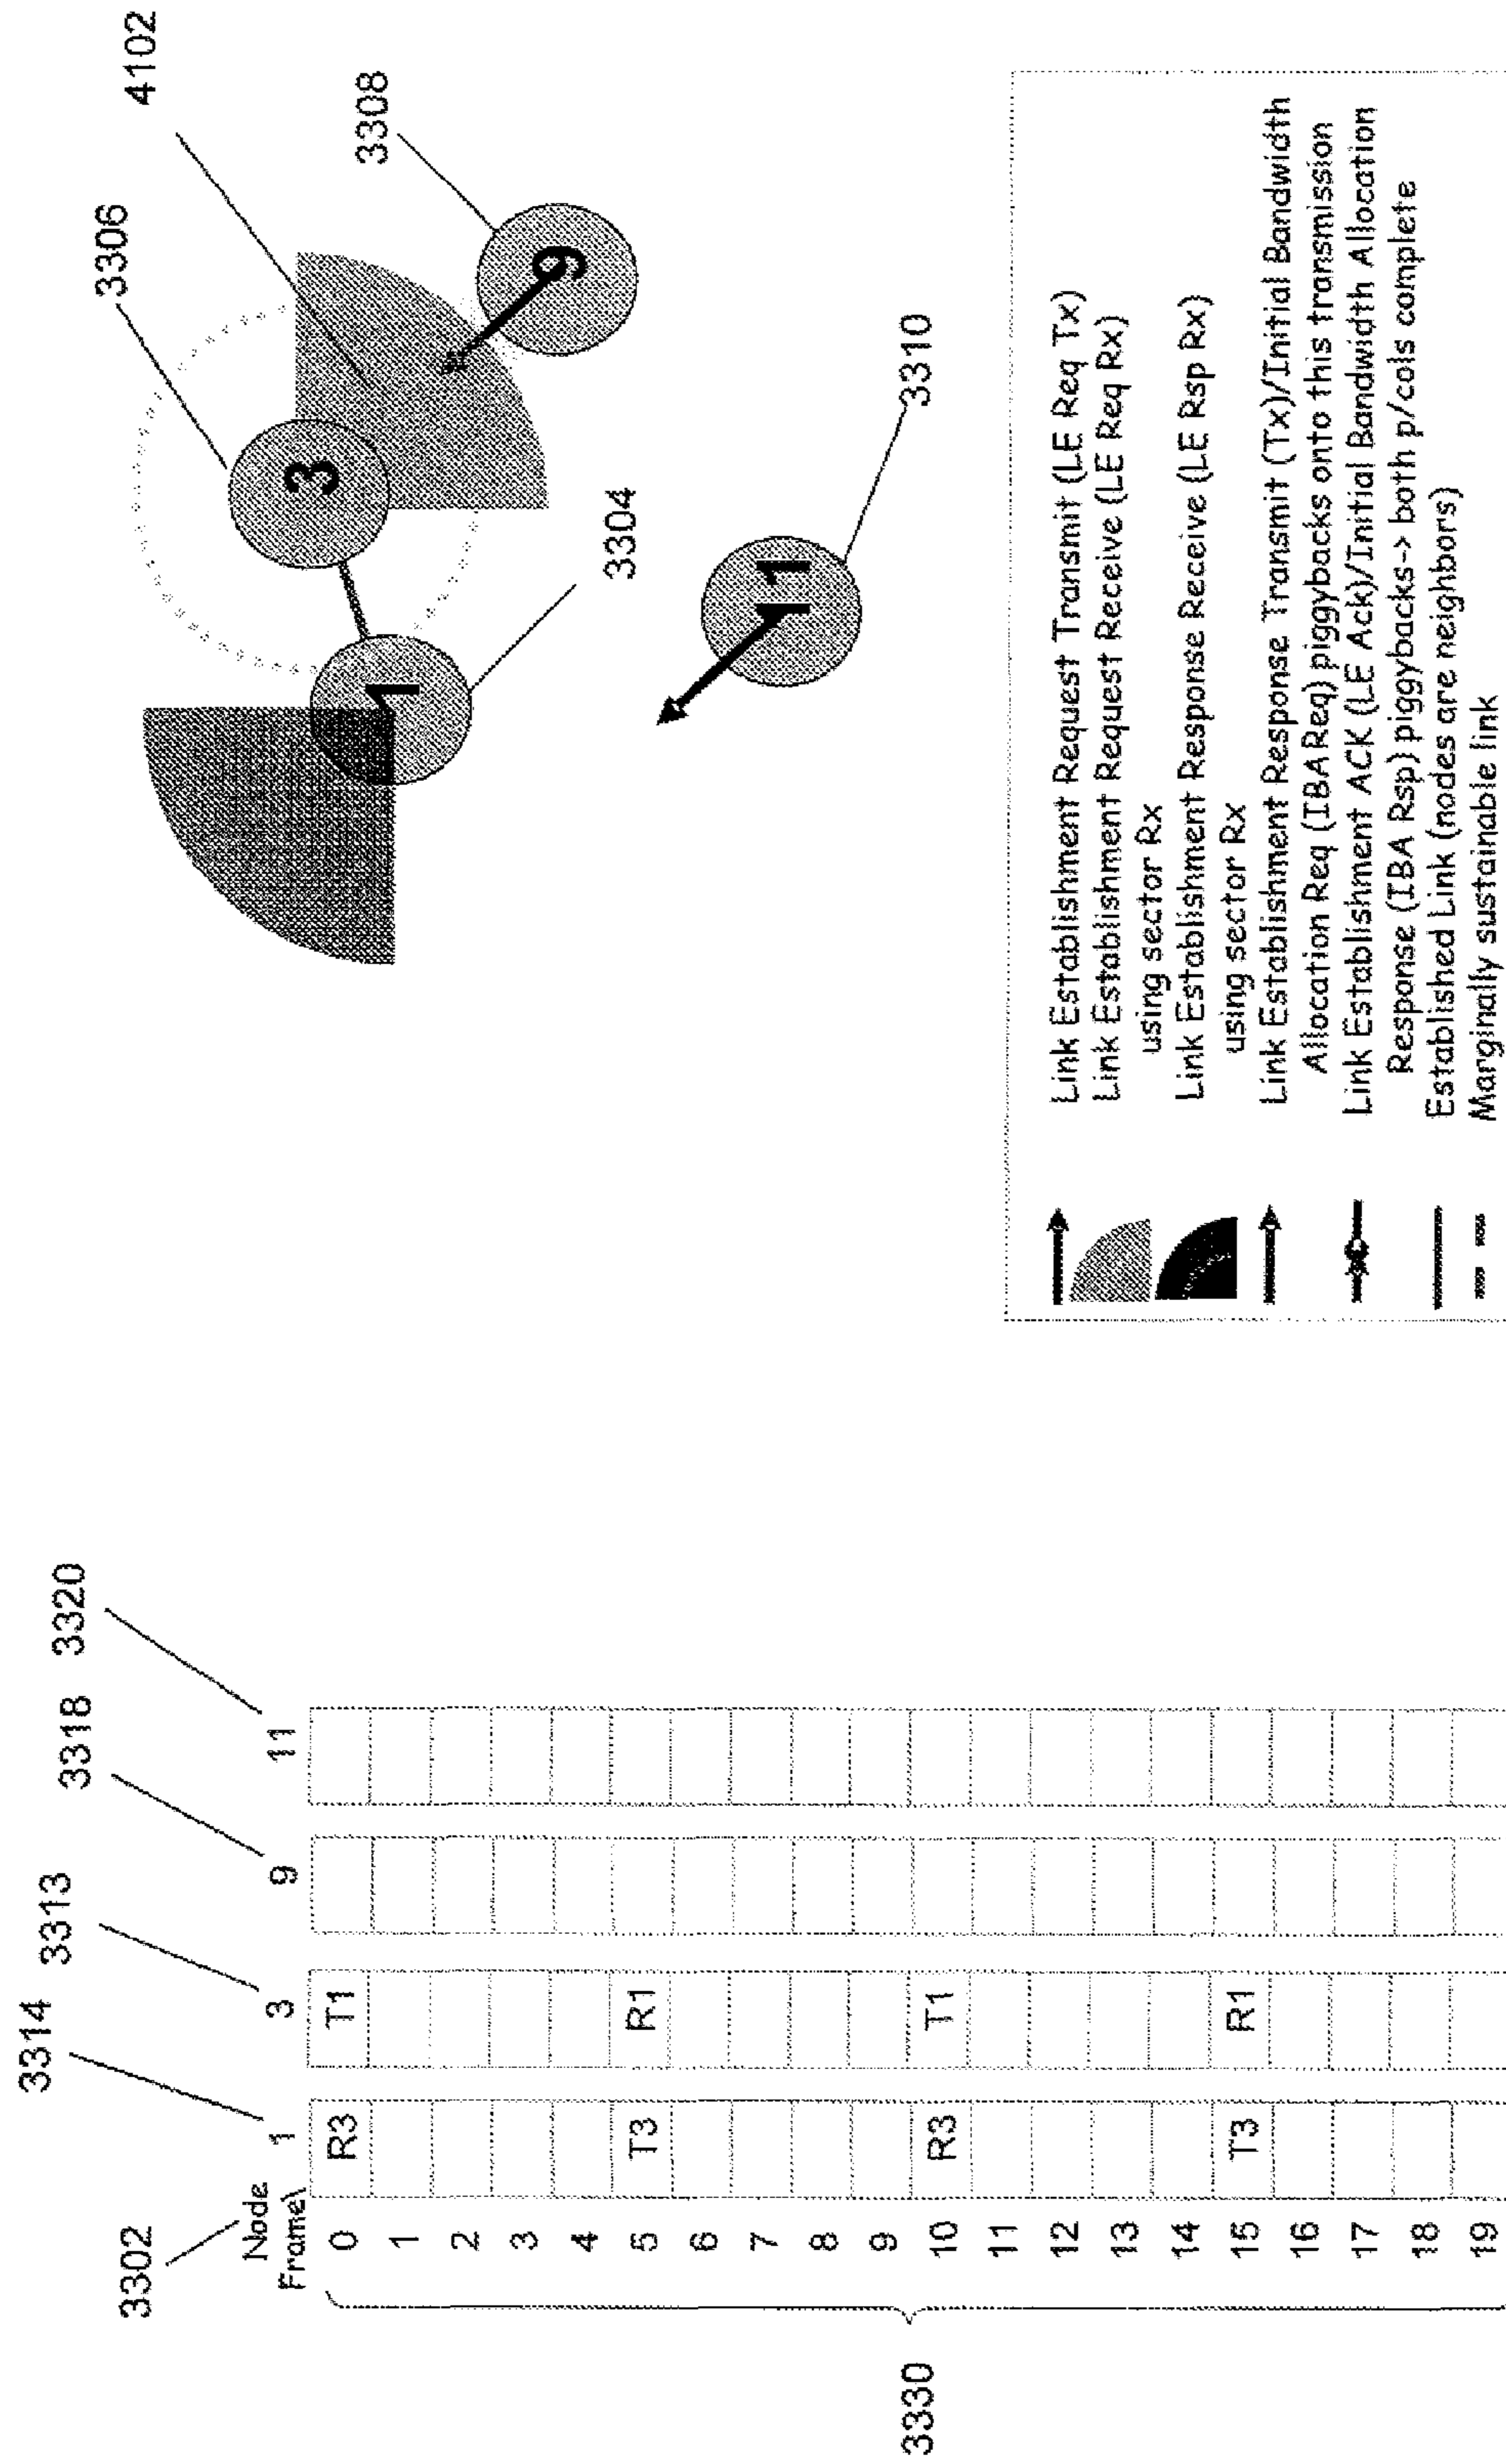 3302
3314
3313
3318
3320
Node
Frame\
1
3
9
11
0 R3 T1
1
2
3
4
5 T3 R1
6
7
8
9
10 R3 T1
11
12
13
14
15 T3 R1
16
17
18
19
3330
4102
3306
3308
3
9
1
3304
11
3310
Link Establishment Request Transmit (LE Req Tx)
Link Establishment Request Receive (LE Req Rx)
using sector Rx
Link Establishment Response Receive (LE Rsp Rx)
using sector Rx
Link Establishment Response Transmit (Tx)/Initial Bandwidth
Allocation Req (IBA Req) piggybacks onto this transmission
Link Establishment ACK (LE Ack)/Initial Bandwidth Allocation
Response (IBA Rsp) piggybacks-> both p/cols complete
Established Link (nodes are neighbors)
Marginally sustainable link